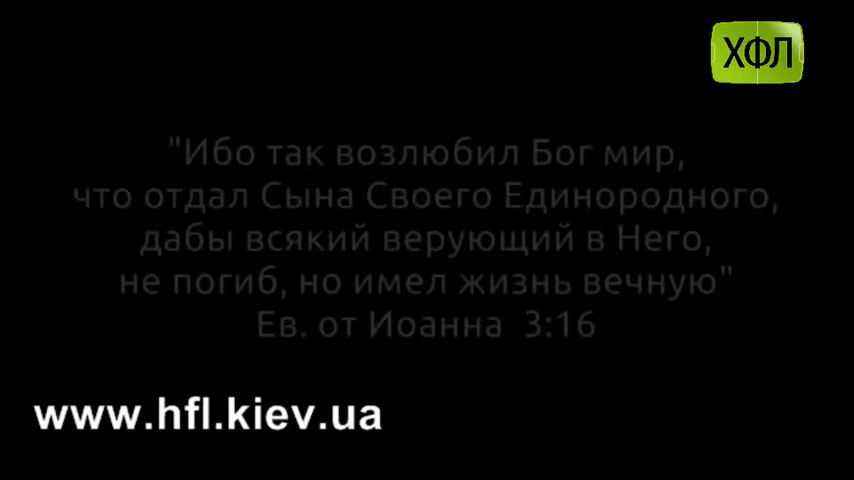 ХФЛ
"Ибо так возлюбил Бог мир,
что отдал Сына Своего Единородного,
дабы всякий верующий в Него,
не погиб, но имел жизнь вечную"
Ев. от Иоанна 3:16
www.hfl.kiev.ua